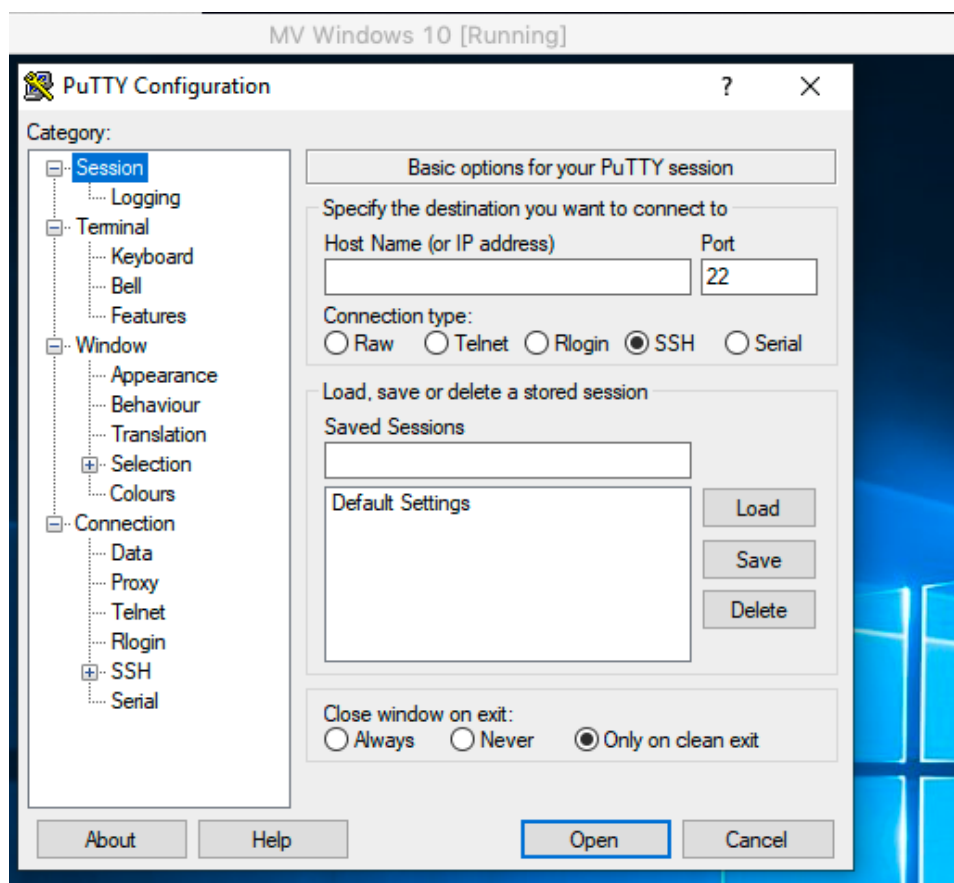 MV Windows 10 [Running]
PuTTY Configuration
?
Category:
Session
Logging
Terminal
Keyboard
Bell
Features
Window
Appearance
Behaviour
Translation
Selection
Colours
Connection
Data
Proxy
Telnet
Rlogin
SSH
Serial
Basic options for your PuTTY session
Specify the destination you want to connect to
Host Name (or IP address) Port
22
Connection type:
Raw Telnet Rlogin SSH Serial
Load, save or delete a stored session
Saved Sessions
Default Settings
Load
Save
Delete
Close window on exit:
Always Never Only on clean exit
About Help Open Cancel